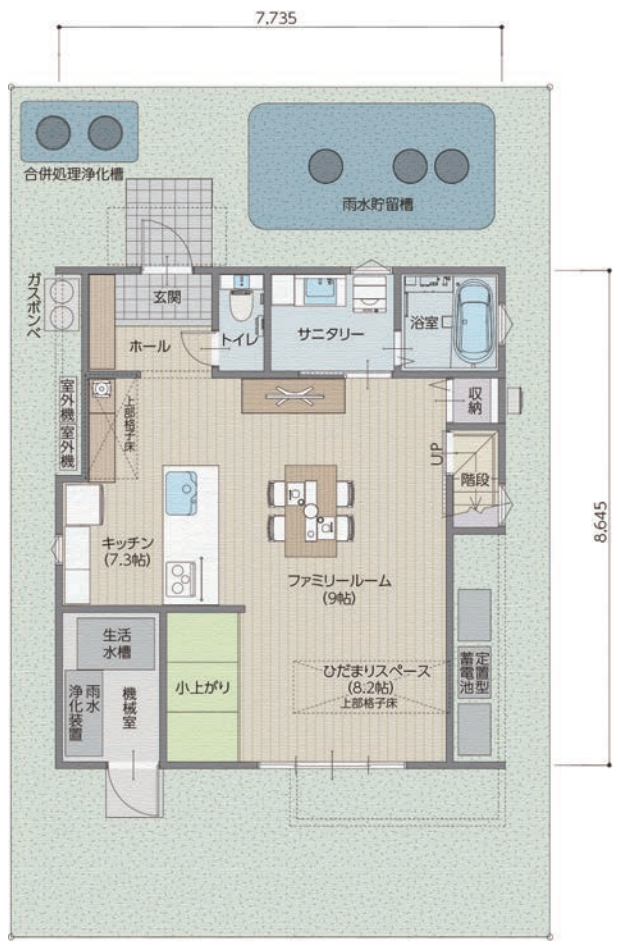 7,735
合併処理浄化槽
雨水貯留槽
ガスボンベ
玄関
ホール
トイレ
サニタリー
浴室
収納
上部格子床
室外機
室外機
UP
階段
8,645
キッチン
(7.3帖)
ファミリールーム
(9帖)
生活
水槽
小上がり
ひだまりスペース
(8.2帖)
上部格子床
定置型
蓄電池
雨水
浄化装置
機械室